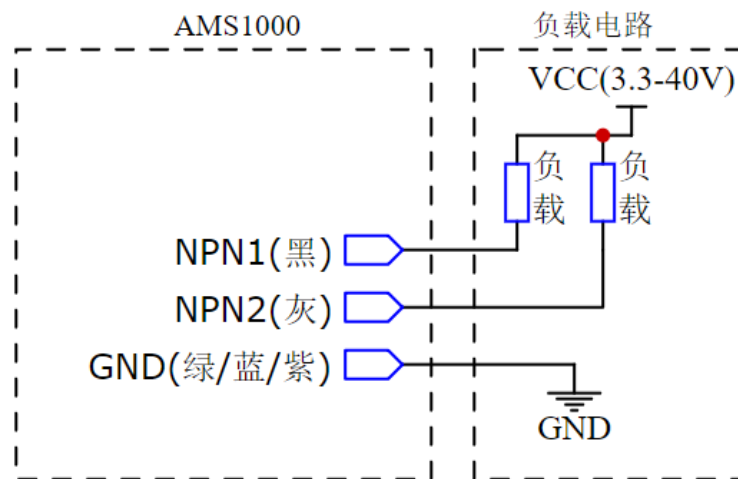 AMS1000
负载电路
VCC(3.3-40V)
负载
负载
NPN1(黑)
NPN2(灰)
GND(绿/蓝/紫)
GND